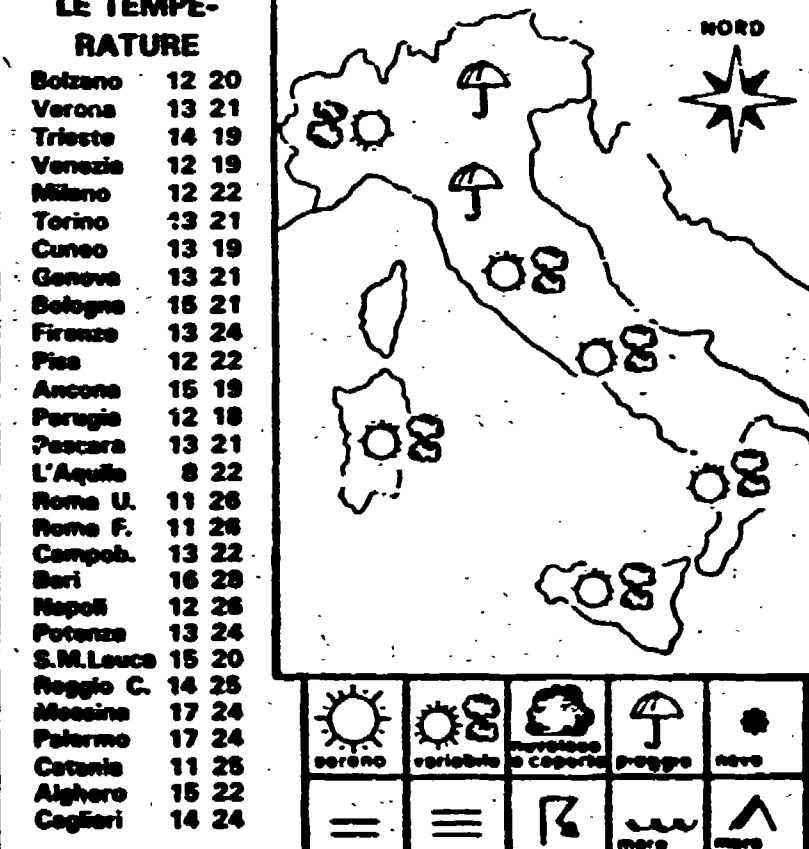 LE TEMPE-
RATURE
Bolzano 12 20
Verona 13 21
Trieste 14 19
Venezia 12 19
Milano 12 22
Torino 13 21
Cuneo 13 19
Genova 13 21
Bologna 15 21
Firenze 13 24
Pisa 12 22
Ancona 15 19
Perugia 12 18
Pescara 13 21
L'Aquila 8 22
Roma U. 11 26
Roma F. 11 26
Campob. 13 22
Bari 16 28
Napoli 12 26
Potenza 13 24
S.M.Leuca 15 20
Reggio C. 14 25
Messina 17 24
Palermo 17 24
Catania 11 25
Alghero 15 22
Cagliari 14 24
NORD
sereno
variabile
nuvoloso
o coperto
pioggia
neve
mare
mare